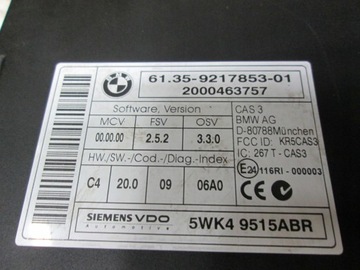 BMW
61.35-9217853-01
2000463757
Software, Version
MCV FSV OSV
00.00.00 2.5.2 3.3.0
HW./SW.-/Cod.-/Diag.-Index
C4 20.0 09 06A0
CAS 3
BMW AG
D-80788München
FCC ID: KR5CAS3
IC: 267 T - CAS3
E24 116RI - 000003
SIEMENS VDO
Automotive
5WK4 9515ABR